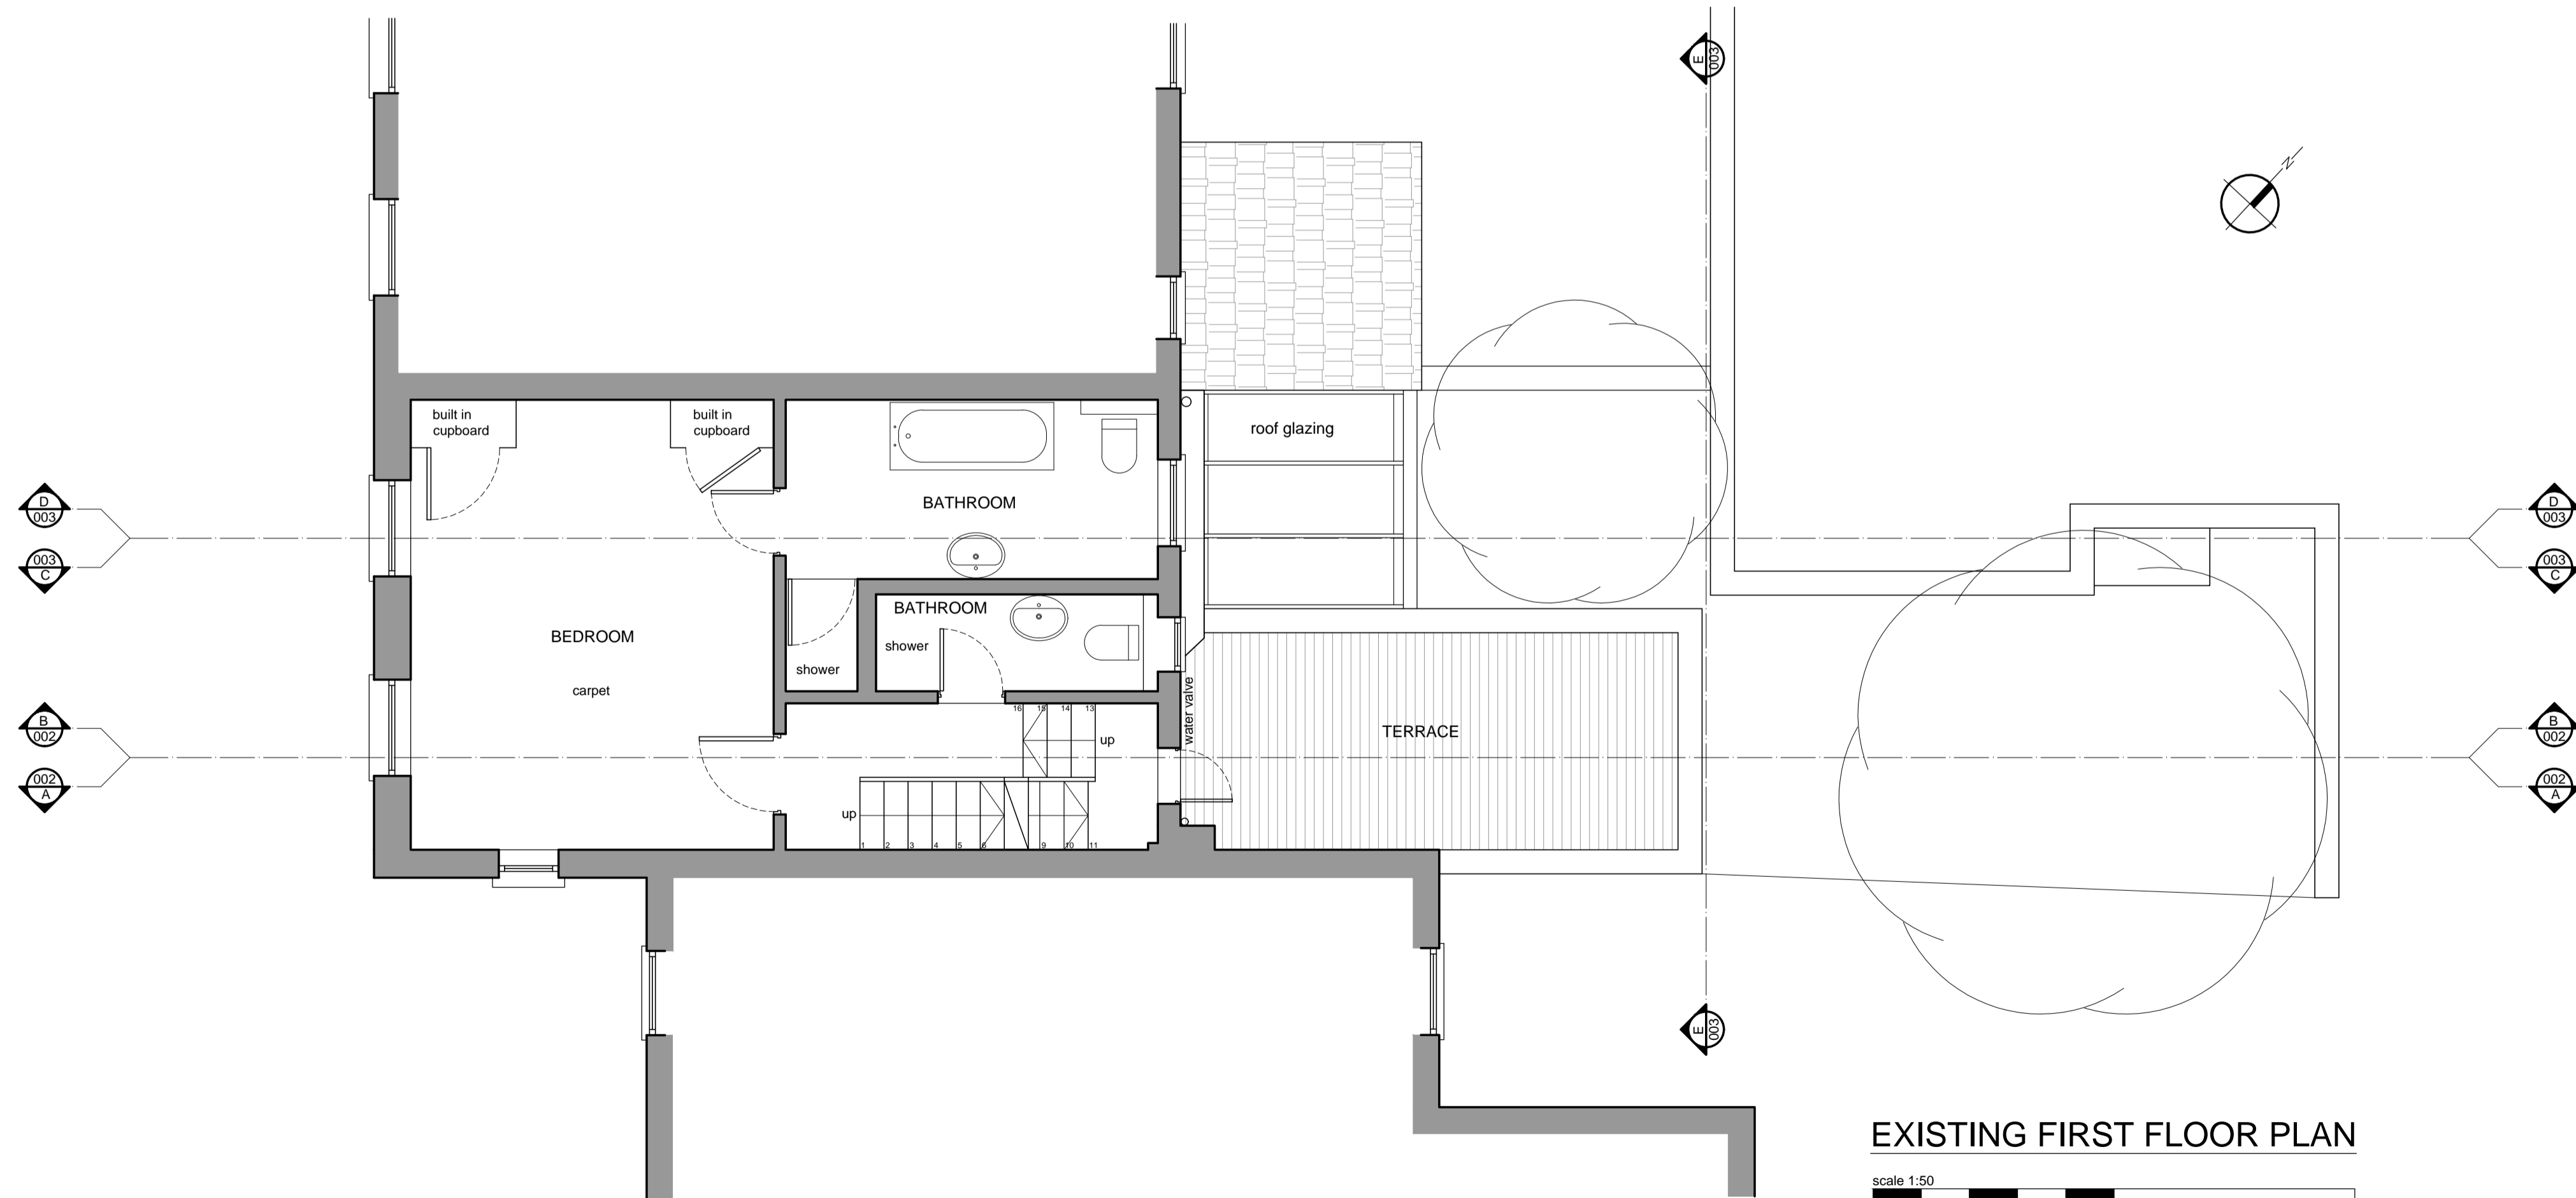 E
003
N
built in
cupboard
built in
cupboard
roof glazing
BATHROOM
D
003
003
C
D
003
003
C
BATHROOM
BEDROOM
shower
shower
carpet
water valve
16 15 14 13
B
002
002
A
up
TERRACE
B
002
002
A
up
1 2 3 4 5 6 9 10 11
E
003
EXISTING FIRST FLOOR PLAN
scale 1:50